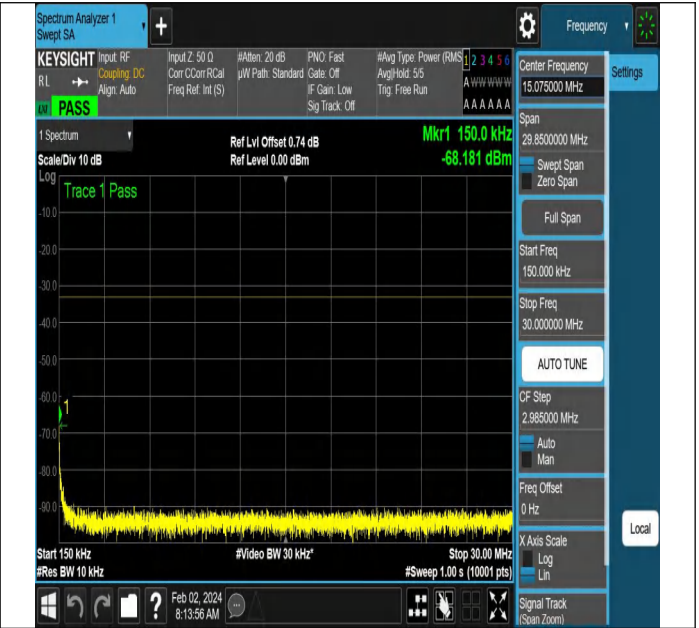 Spectrum Analyzer 1
Swept SA
+
Frequency
KEYSIGHT
Input: RF
Input Z: 50 Ω
#Atten: 20 dB
PNO: Fast
#Avg Type: Power (RMS
1 2 3 4 5 6
RL
Coupling: DC
Corr CCorr RCal
µW Path: Standard
Gate: Off
Avg|Hold: 5/5
A W W W W W
Align: Auto
Freq Ref: Int (S)
IF Gain: Low
Trig: Free Run
PASS
Sig Track: Off
A A A A A A
1 Spectrum
Ref Lvl Offset 0.74 dB
Mkr1 150.0 kHz
Scale/Div 10 dB
Ref Level 0.00 dBm
-68.181 dBm
Log
Trace 1 Pass
-10.0
-20.0
-30.0
-40.0
-50.0
-60.0
1
-70.0
-80.0
-90.0
Start 150 kHz
#Video BW 30 kHz*
Stop 30.00 MHz
#Res BW 10 kHz
#Sweep 1.00 s (10001 pts)
?
Feb 02, 2024
8:13:56 AM
Center Frequency
15.075000 MHz
Settings
Span
29.8500000 MHz
Swept Span
Zero Span
Full Span
Start Freq
150.000 kHz
Stop Freq
30.000000 MHz
AUTO TUNE
CF Step
2.985000 MHz
Auto
Man
Freq Offset
0 Hz
X Axis Scale
Log
Lin
Local
Signal Track
(Span Zoom)